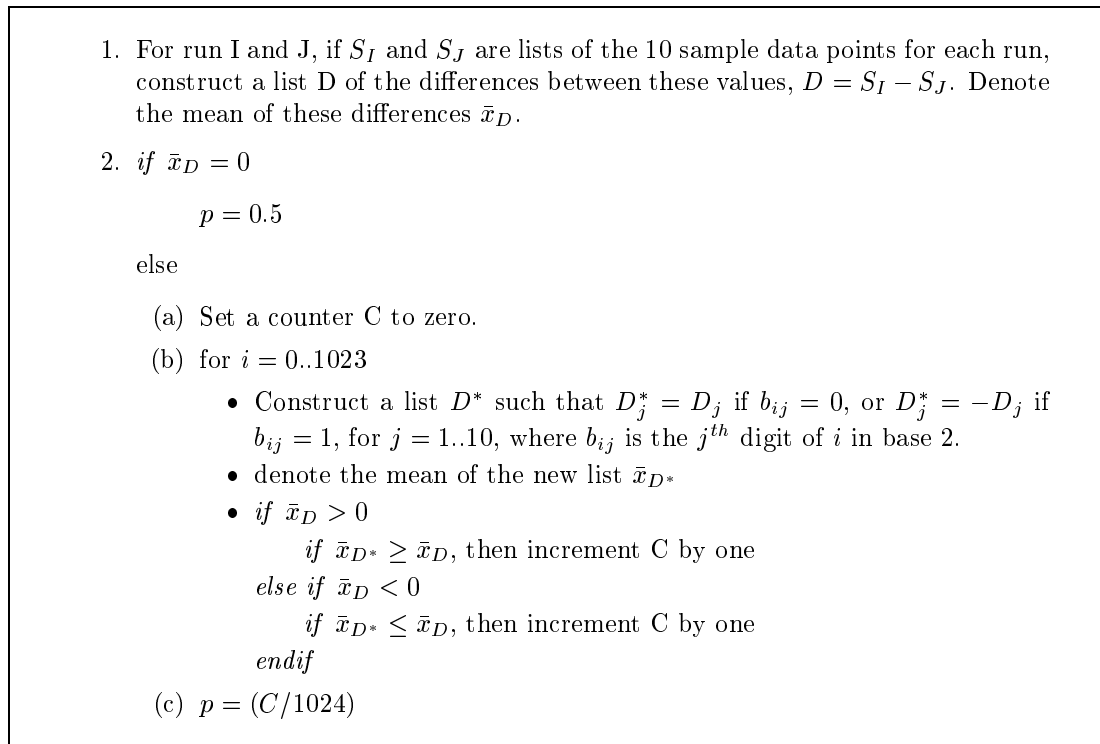 1. For run I and J, if S_I and S_J are lists of the 10 sample data points for each run,
construct a list D of the differences between these values, D = S_I − S_J. Denote
the mean of these differences x̄_D.
2. if x̄_D = 0
p = 0.5
else
(a) Set a counter C to zero.
(b) for i = 0..1023
• Construct a list D* such that D*_j = D_j if b_ij = 0, or D*_j = −D_j if
b_ij = 1, for j = 1..10, where b_ij is the j^th digit of i in base 2.
• denote the mean of the new list x̄_D*
• if x̄_D > 0
if x̄_D* ≥ x̄_D, then increment C by one
else if x̄_D < 0
if x̄_D* ≤ x̄_D, then increment C by one
endif
(c) p = (C/1024)